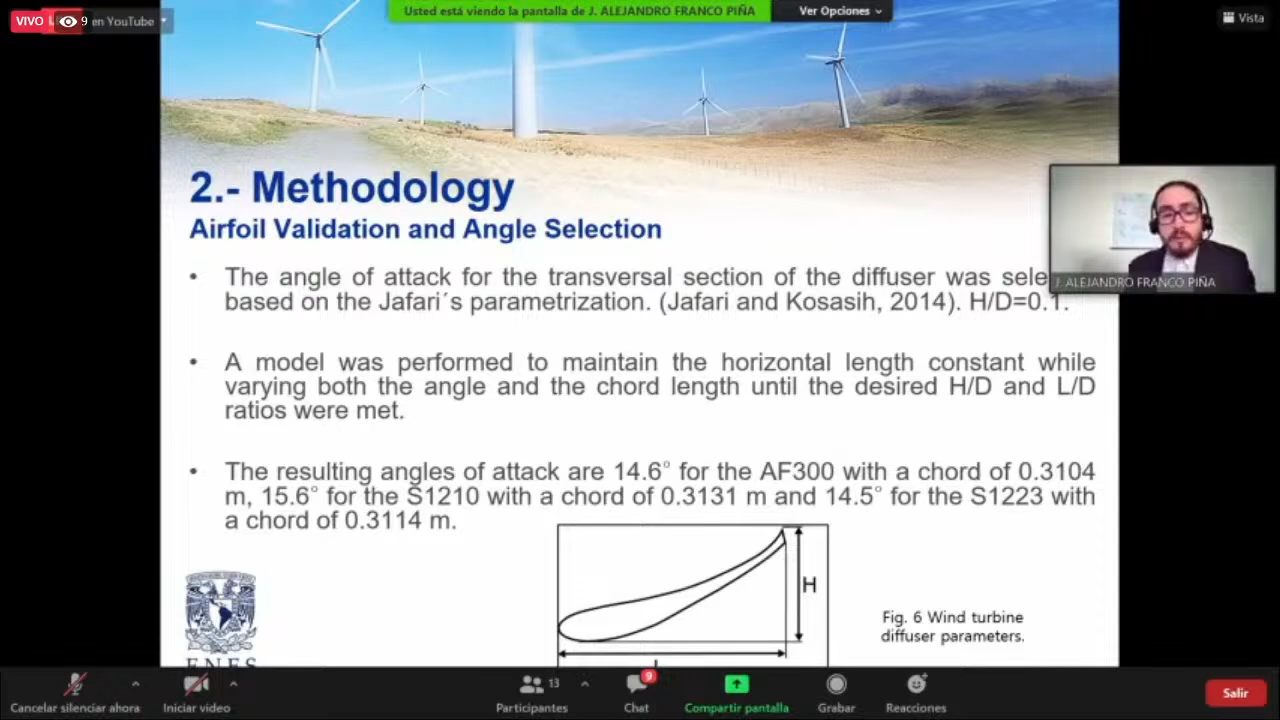 VIVO
9
en YouTube
Usted está viendo la pantalla de J. ALEJANDRO FRANCO PIÑA
Ver Opciones
Vista
2.- Methodology
Airfoil Validation and Angle Selection
• The angle of attack for the transversal section of the diffuser was sele
based on the Jafari´s parametrization. (Jafari and Kosasih, 2014). H/D=0.1.
J. ALEJANDRO FRANCO PIÑA
• A model was performed to maintain the horizontal length constant while
varying both the angle and the chord length until the desired H/D and L/D
ratios were met.
• The resulting angles of attack are 14.6° for the AF300 with a chord of 0.3104
m, 15.6° for the S1210 with a chord of 0.3131 m and 14.5° for the S1223 with
a chord of 0.3114 m.
H
Fig. 6 Wind turbine
diffuser parameters.
ENES
13
9
Cancelar silenciar ahora
Iniciar video
Participantes
Chat
Compartir pantalla
Grabar
Reacciones
Salir